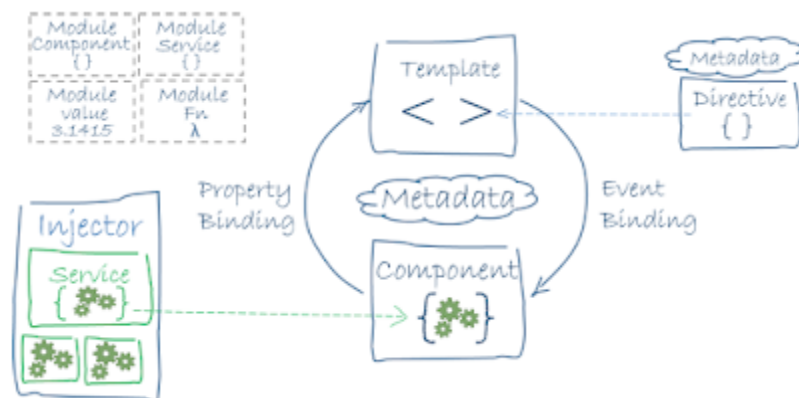 Module
Component
{ }
Module
Service
{ }
Module
value
3.1415
Module
Fn
λ
Template
< >
Metadata
Directive
{ }
Property
Binding
Metadata
Event
Binding
Injector
Service
{ }
Component
{ }